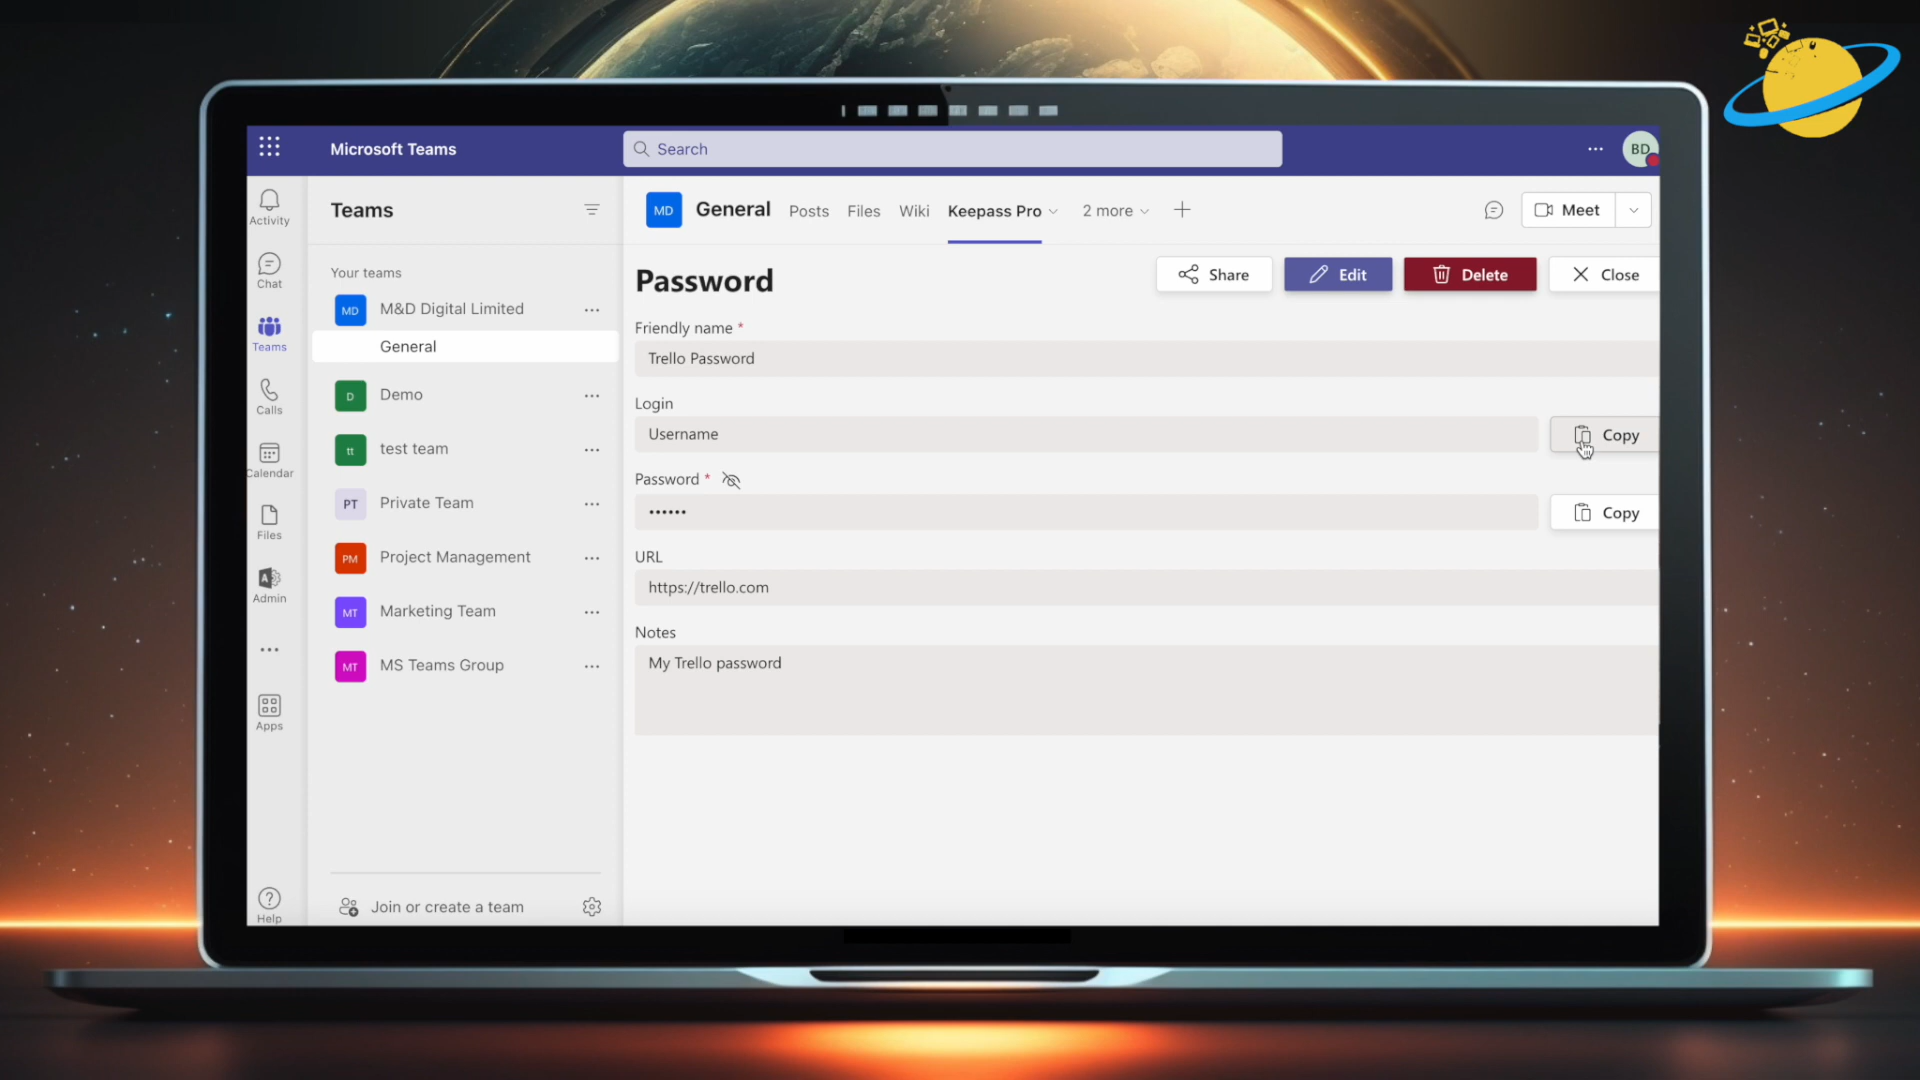 Microsoft Teams
Search
BD
Activity
Chat
Teams
Calls
Calendar
Files
Admin
Apps
Help
Teams
Your teams
MD M&D Digital Limited
General
D Demo
tt test team
PT Private Team
PM Project Management
MT Marketing Team
MT MS Teams Group
Join or create a team
MD General Posts Files Wiki Keepass Pro 2 more
Meet
Password
Share Edit Delete Close
Friendly name *
Trello Password
Login
Username
Copy
Password *
••••••
Copy
URL
https://trello.com
Notes
My Trello password